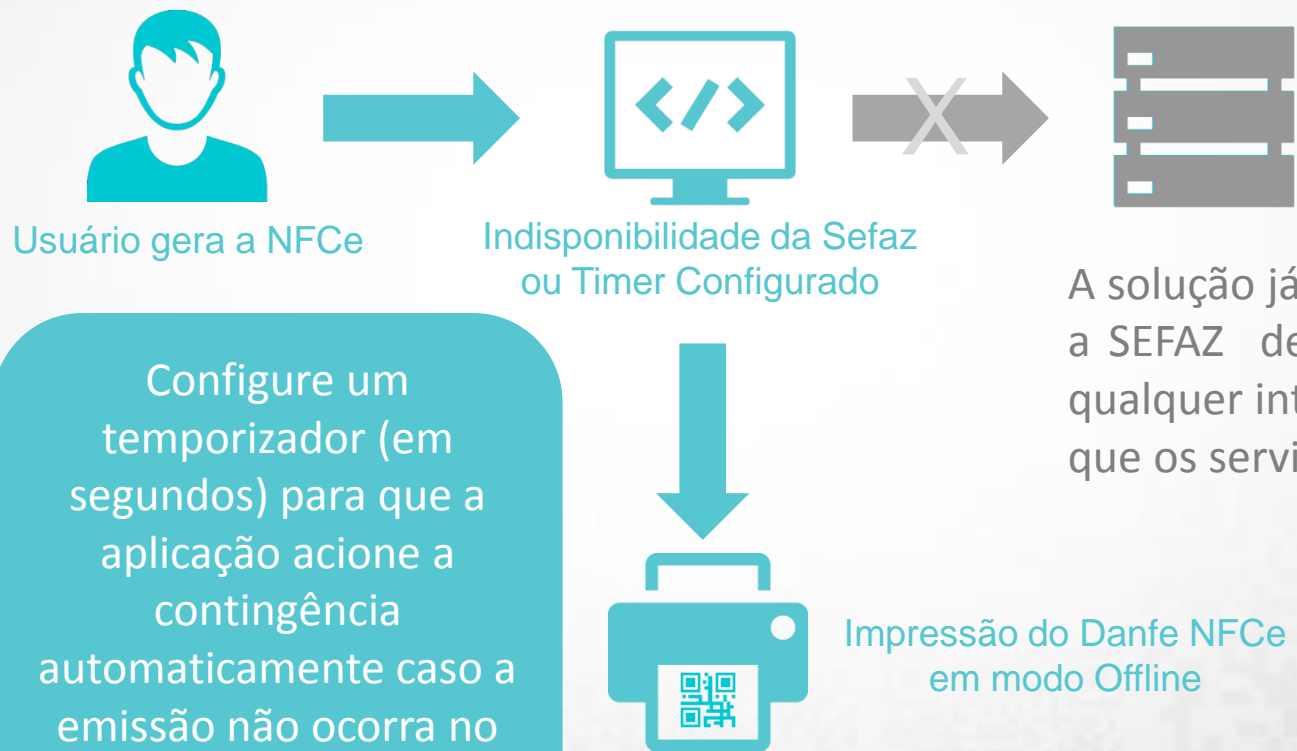 Usuário gera a NFCe
Indisponibilidade da Sefaz
ou Timer Configurado
A solução já
a SEFAZ de
qualquer int
que os servi
Configure um
temporizador (em
segundos) para que a
aplicação acione a
contingência
automaticamente caso a
emissão não ocorra no
Impressão do Danfe NFCe
em modo Offline